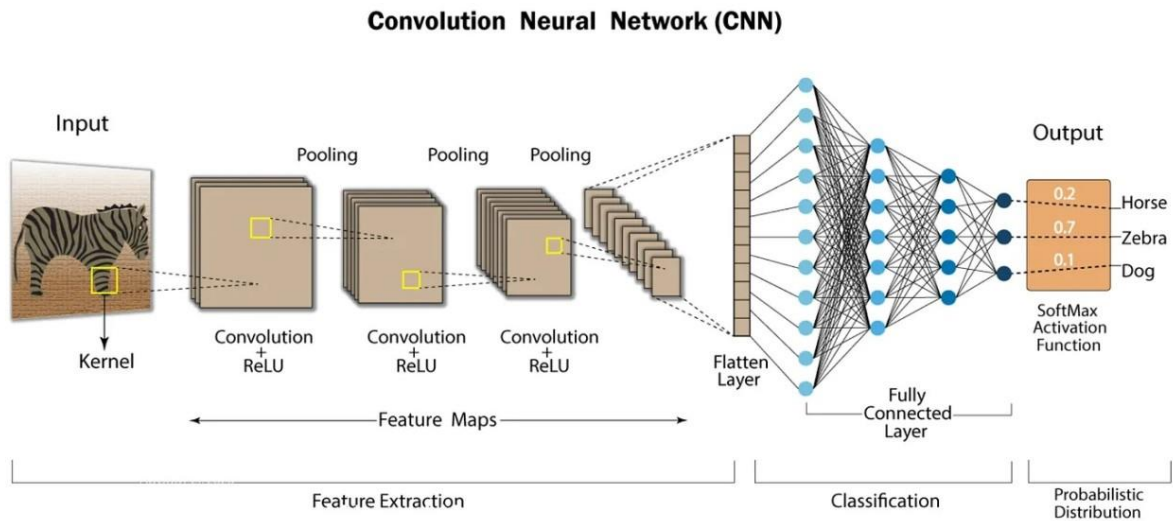 Convolution Neural Network (CNN)
Input
Pooling
Pooling
Pooling
Output
0.2
Horse
0.7
Zebra
0.1
Dog
Kernel
Convolution
+
ReLU
Convolution
+
ReLU
Convolution
+
ReLU
Flatten
Layer
SoftMax
Activation
Function
Feature Maps
Fully
Connected
Layer
Feature Extraction
Classification
Probabilistic
Distribution